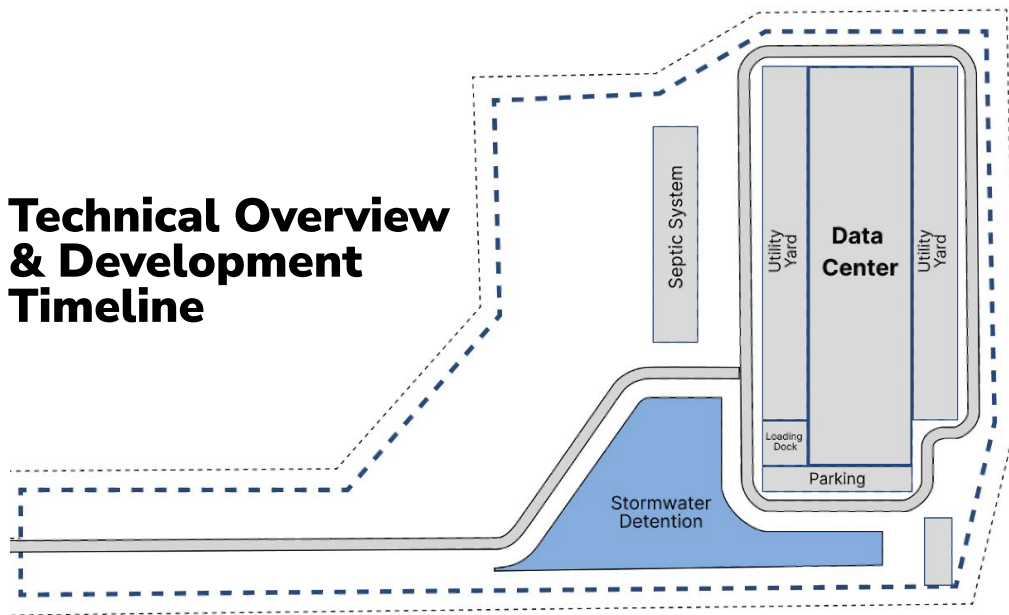 Technical Overview
& Development
Timeline
Septic System
Utility
Yard
Data
Center
Utility
Yard
Loading
Dock
Parking
Stormwater
Detention